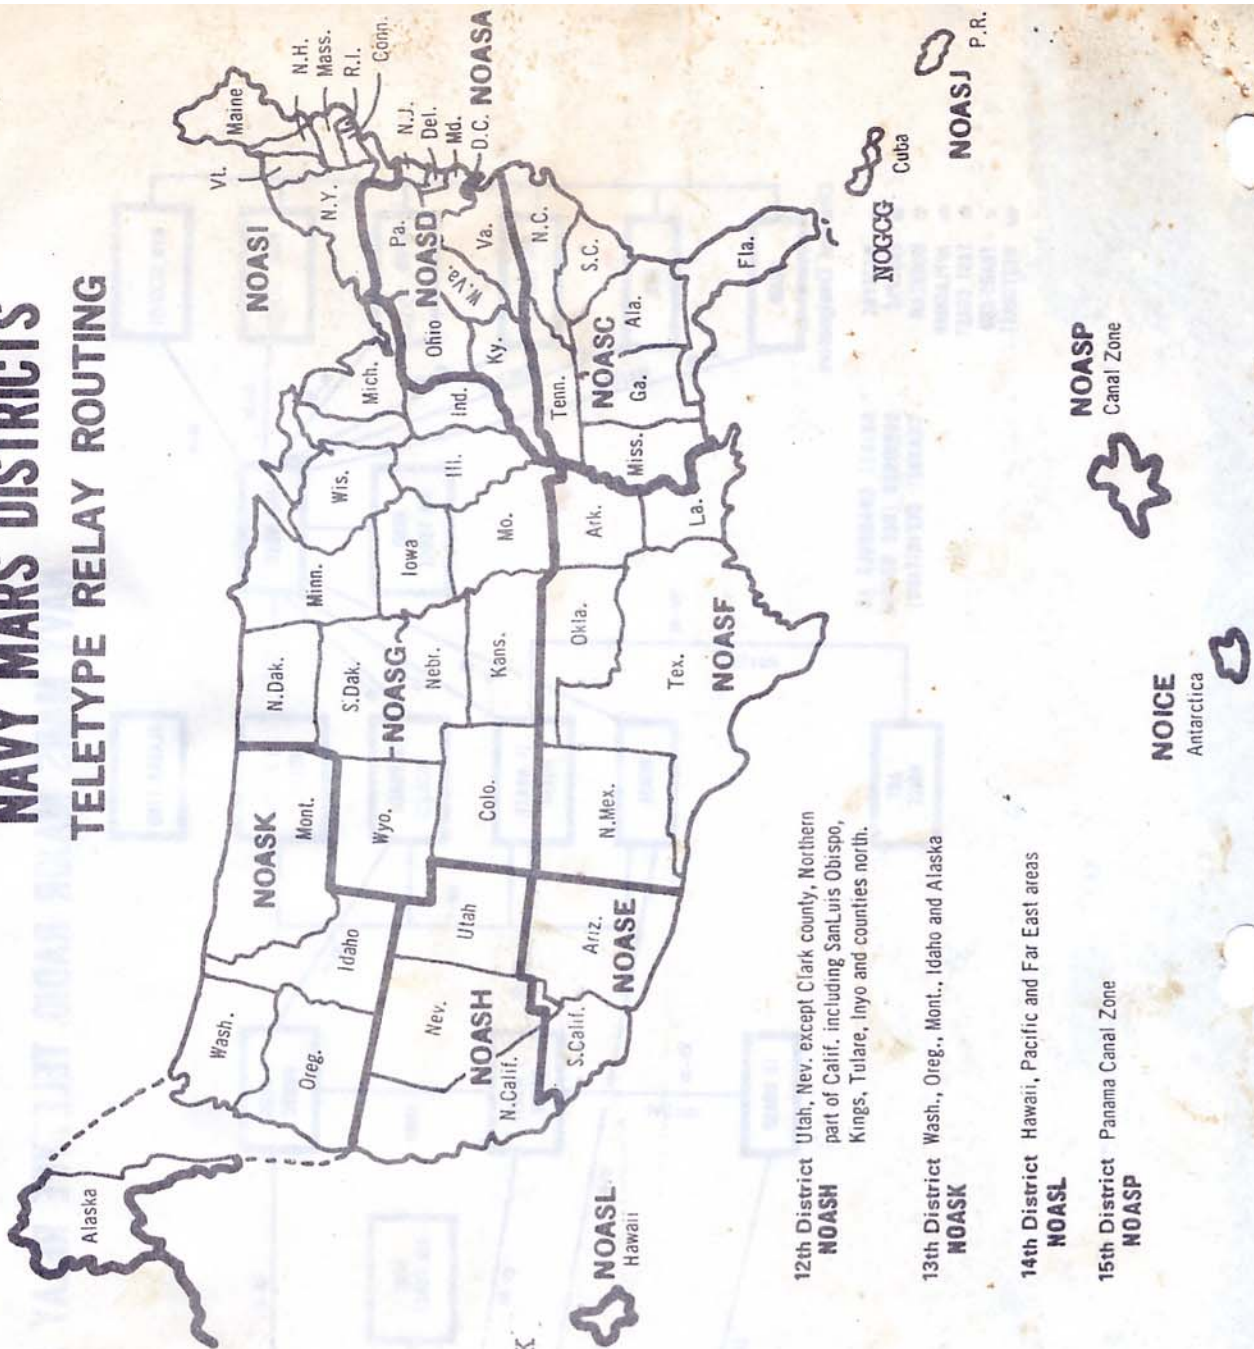 NAVY MARS DISTRICTS
TELETYPE RELAY ROUTING
Alaska
Wash.
Oreg.
Idaho
NOASK
Mont.
N.Dak.
S.Dak.
NOASG
Nebr.
Wyo.
Colo.
Kans.
Minn.
Iowa
Mo.
Wis.
Ill.
Mich.
Ind.
Ohio
Ky.
NOASI
N.Y.
Vt.
Maine
N.H.
Mass.
R.I.
Conn.
N.J.
Del.
Md.
D.C. NOASA
Pa.
NOASD
W.Va.
Va.
N.C.
S.C.
Tenn.
NOASC
Ga.
Ala.
Miss.
Fla.
Nev.
Utah
NOASH
N.Calif.
S.Calif.
Ariz.
NOASE
N.Mex.
Okla.
Tex.
NOASF
Ark.
La.
NOASL
Hawaii
NOGCG
Cuba
NOASJ
P.R.
NOASP
Canal Zone
NOICE
Antarctica
12th District Utah, Nev. except Clark county, Northern
NOASH part of Calif. including SanLuis Obispo,
Kings, Tulare, Inyo and counties north.
13th District Wash., Oreg., Mont., Idaho and Alaska
NOASK
14th District Hawaii, Pacific and Far East areas
NOASL
15th District Panama Canal Zone
NOASP